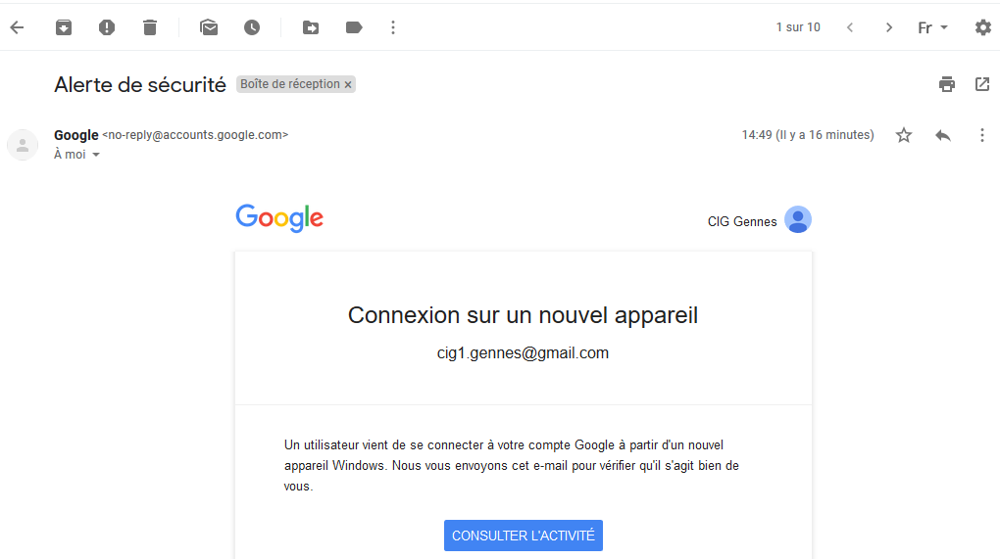 1 sur 10
Fr
Alerte de sécurité
Boîte de réception ×
Google <no-reply@accounts.google.com>
14:49 (Il y a 16 minutes)
À moi
Google
CIG Gennes
Connexion sur un nouvel appareil
cig1.gennes@gmail.com
Un utilisateur vient de se connecter à votre compte Google à partir d'un nouvel
appareil Windows. Nous vous envoyons cet e-mail pour vérifier qu'il s'agit bien de
vous.
CONSULTER L'ACTIVITÉ